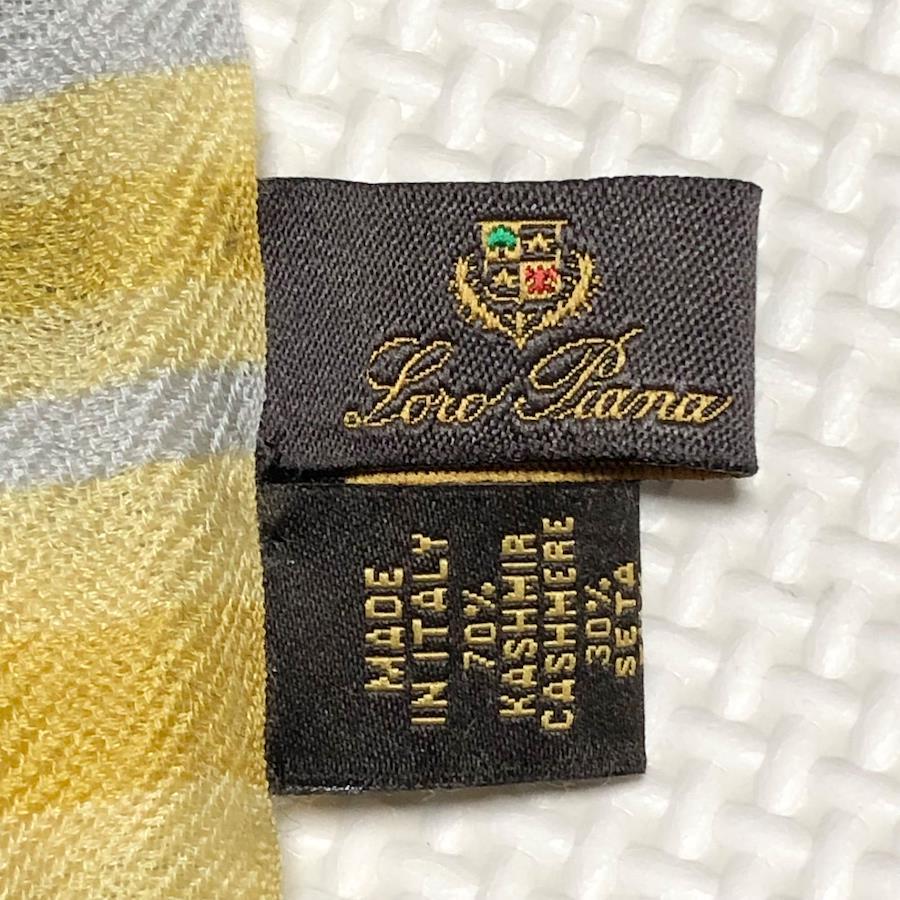 Loro Piana
MADE
IN ITALY
70%
KASHMIR
CASHMERE
30%
SETA